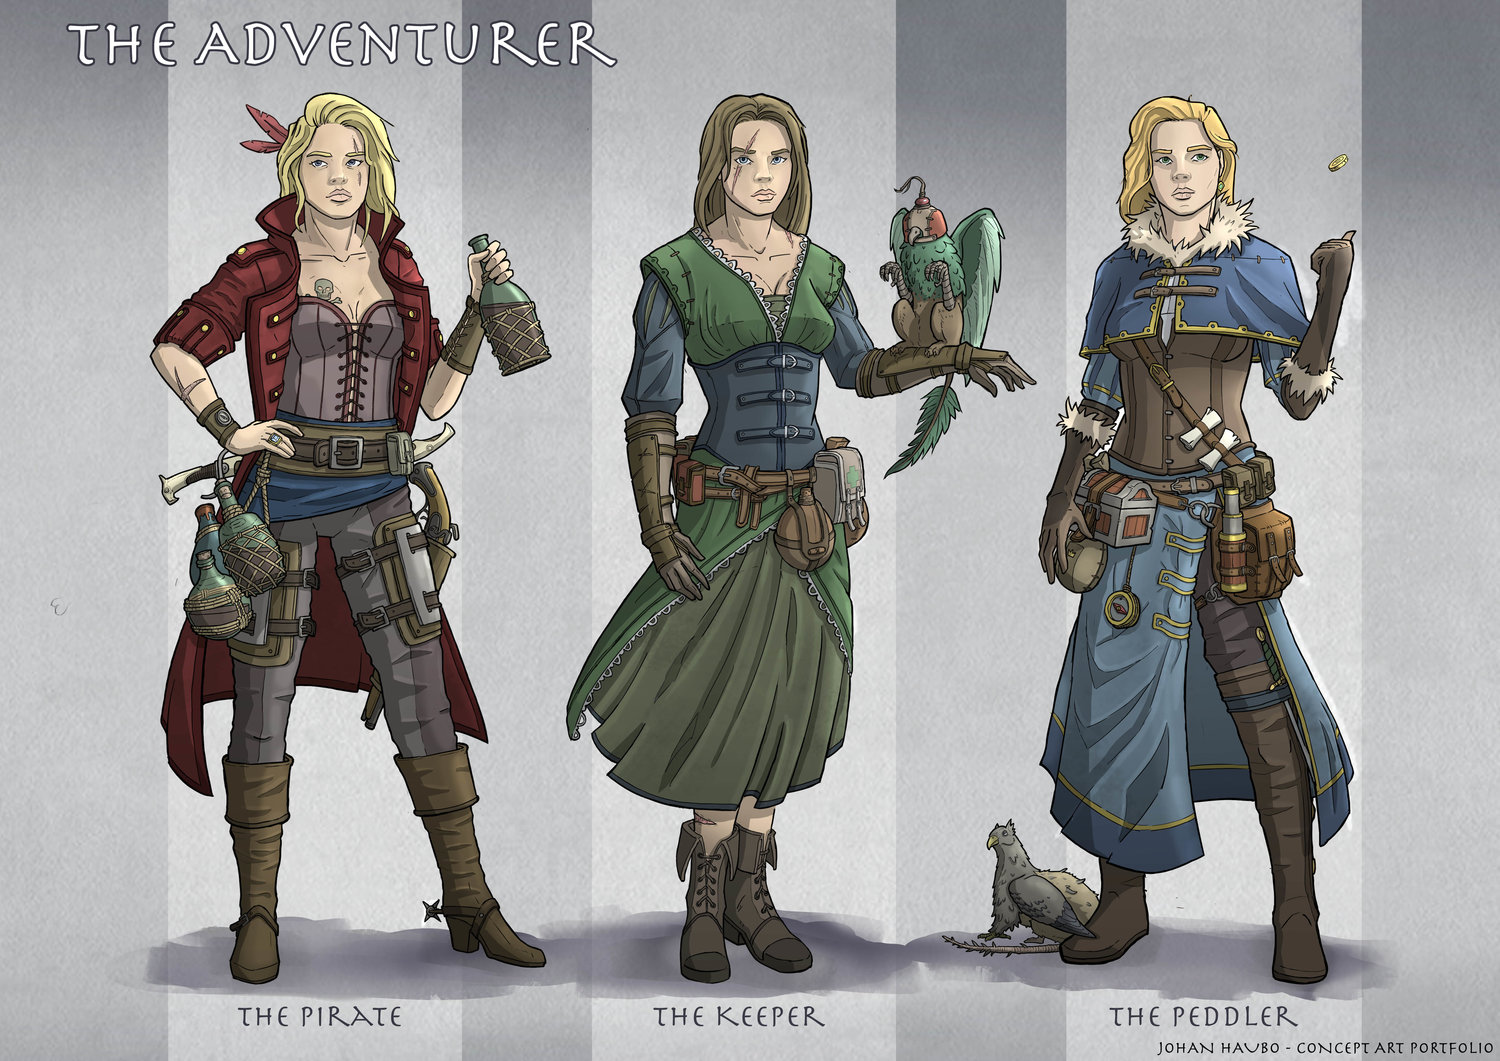 THE ADVENTURER
THE PIRATE
THE KEEPER
THE PEDDLER
JOHAN HAUBO - CONCEPT ART PORTFOLIO